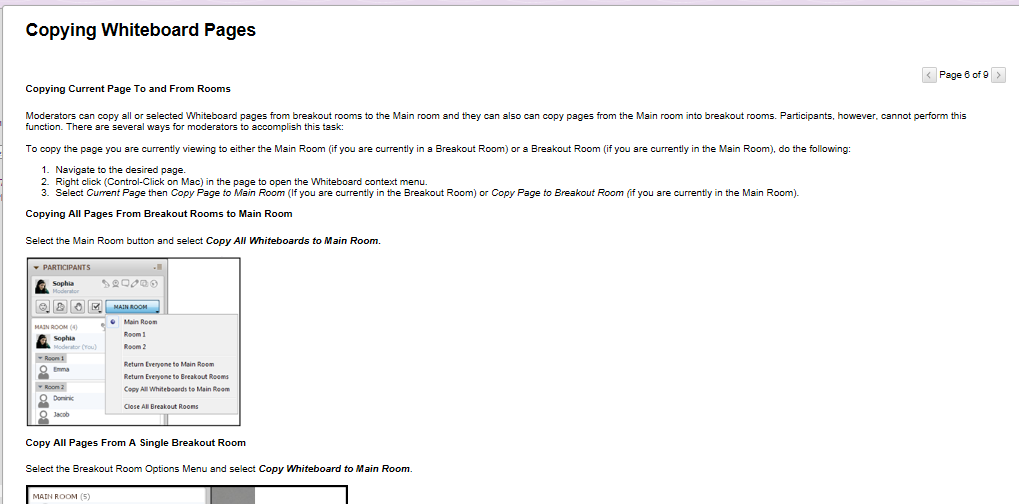 Copying Whiteboard Pages
Page 6 of 9
Copying Current Page To and From Rooms
Moderators can copy all or selected Whiteboard pages from breakout rooms to the Main room and they can also can copy pages from the Main room into breakout rooms. Participants, however, cannot perform this
function. There are several ways for moderators to accomplish this task:
To copy the page you are currently viewing to either the Main Room (if you are currently in a Breakout Room) or a Breakout Room (if you are currently in the Main Room), do the following:
1. Navigate to the desired page.
2. Right click (Control-Click on Mac) in the page to open the Whiteboard context menu.
3. Select Current Page then Copy Page to Main Room (If you are currently in the Breakout Room) or Copy Page to Breakout Room (if you are currently in the Main Room).
Copying All Pages From Breakout Rooms to Main Room
Select the Main Room button and select Copy All Whiteboards to Main Room.
PARTICIPANTS
Sophia
Moderator
MAIN ROOM
MAIN ROOM (4)
Sophia
Moderator (You)
Room 1
Emma
Room 2
Dominic
Jacob
Main Room
Room 1
Room 2
Return Everyone to Main Room
Return Everyone to Breakout Rooms
Copy All Whiteboards to Main Room
Close All Breakout Rooms
Copy All Pages From A Single Breakout Room
Select the Breakout Room Options Menu and select Copy Whiteboard to Main Room.
MAIN ROOM (5)